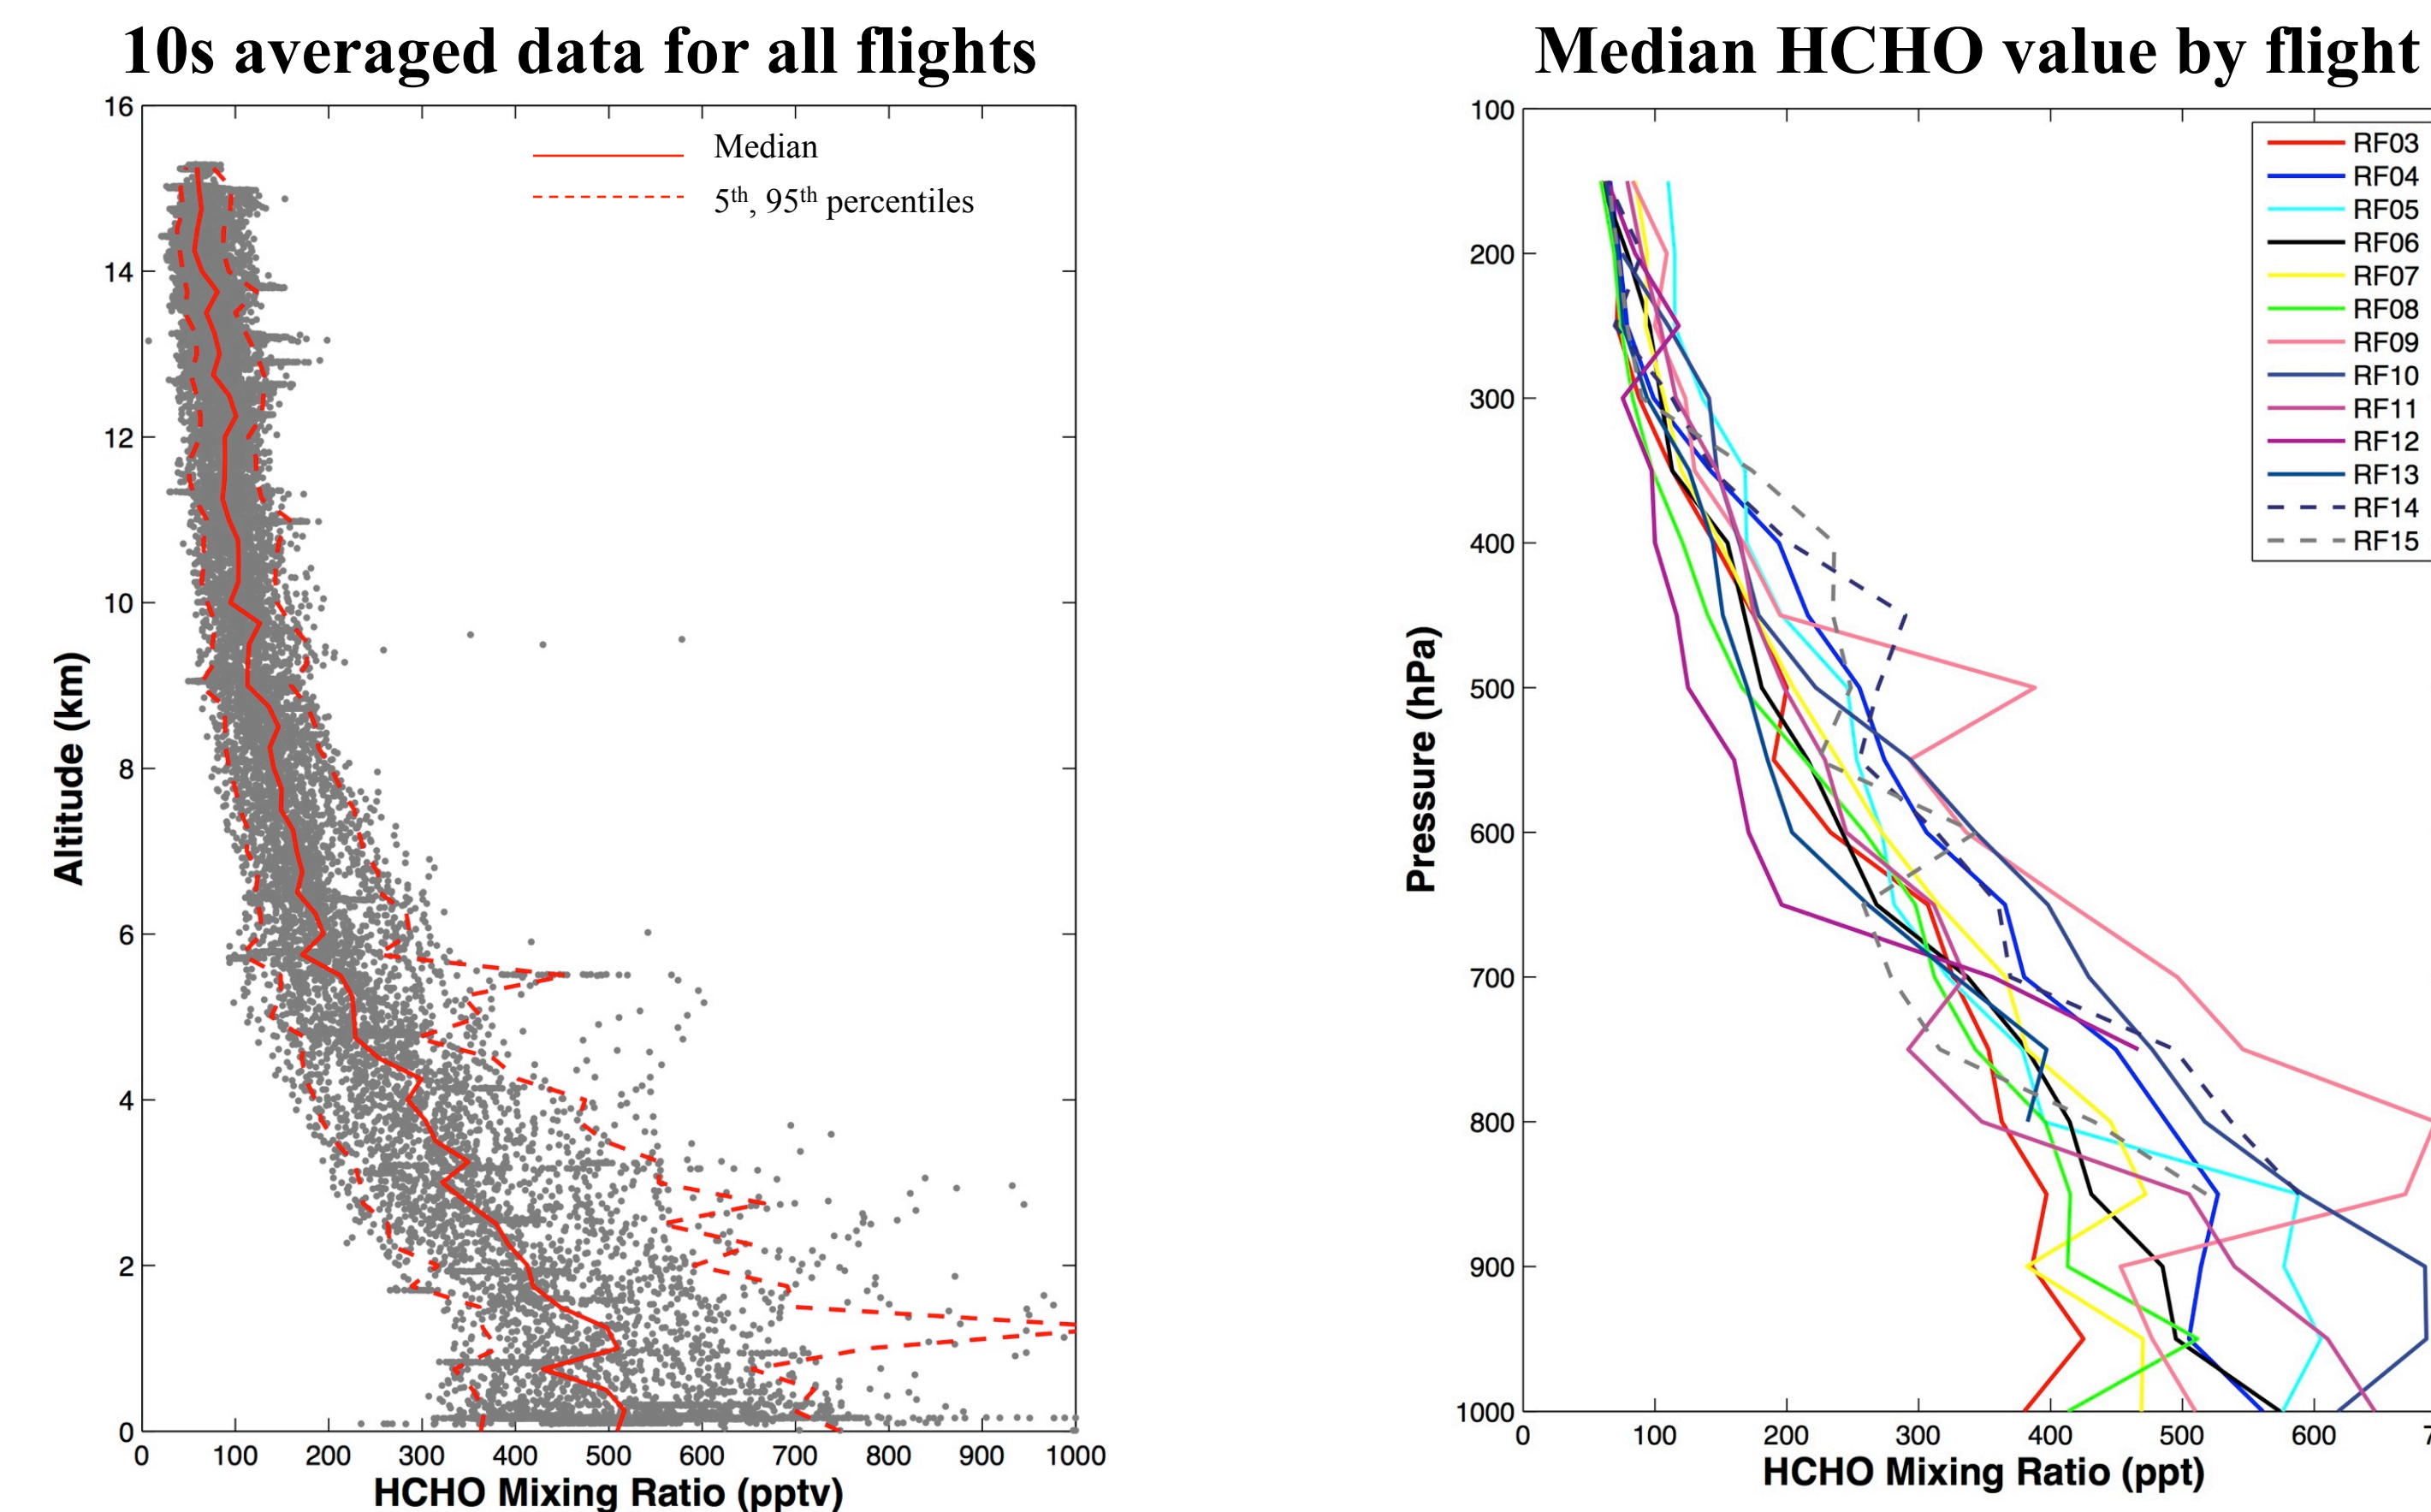 10s averaged data for all flights
16
14
12
10
8
6
4
2
0
Altitude (km)
Median
5th, 95th percentiles
0 100 200 300 400 500 600 700 800 900 1000
HCHO Mixing Ratio (pptv)
Median HCHO value by flight
100
200
300
400
500
600
700
800
900
1000
Pressure (hPa)
RF03
RF04
RF05
RF06
RF07
RF08
RF09
RF10
RF11
RF12
RF13
RF14
RF15
0 100 200 300 400 500 600 7
HCHO Mixing Ratio (ppt)